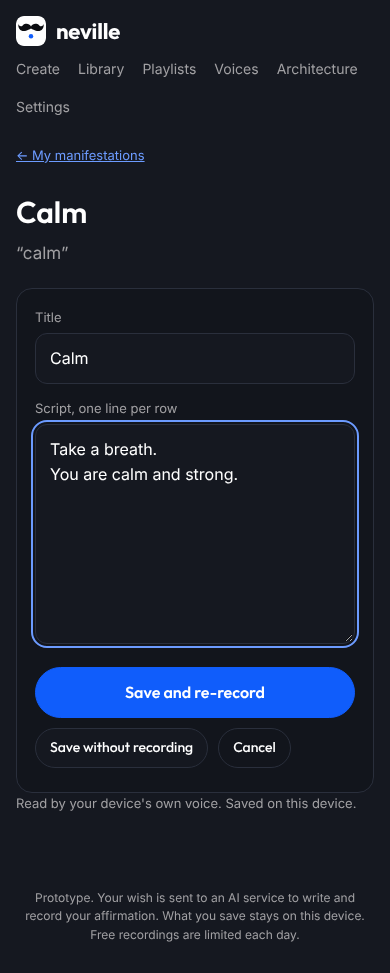 neville
Create Library Playlists Voices Architecture
Settings
← My manifestations
Calm
“calm”
Title
Calm
Script, one line per row
Take a breath.
You are calm and strong.
Save and re-record
Save without recording Cancel
Read by your device's own voice. Saved on this device.
Prototype. Your wish is sent to an AI service to write and
record your affirmation. What you save stays on this device.
Free recordings are limited each day.